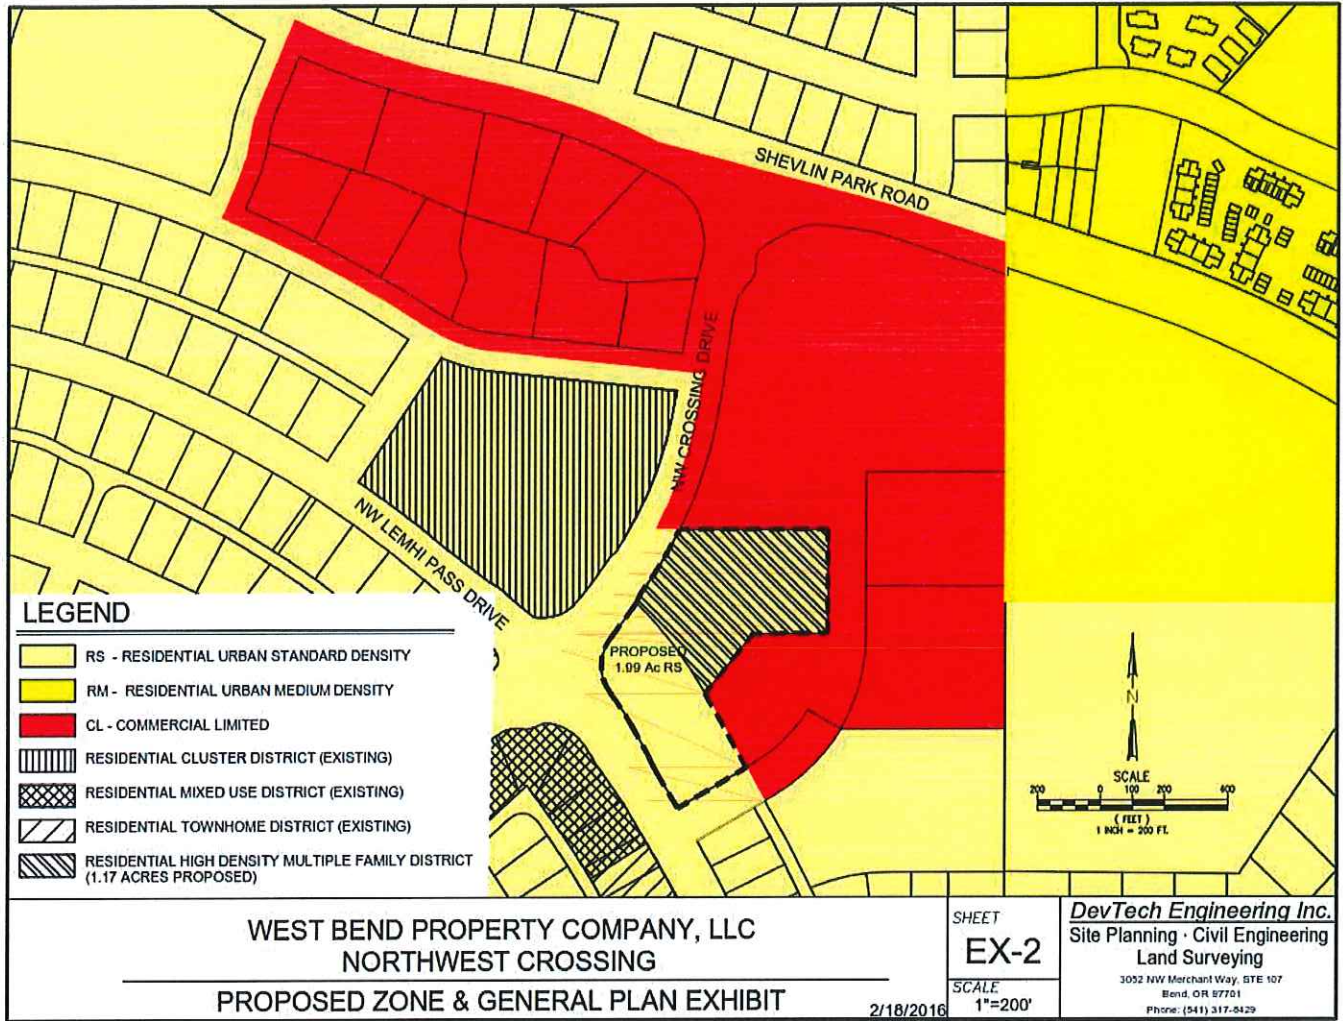 SHEVLIN PARK ROAD
NW CROSSING DRIVE
NW LEMHI PASS DRIVE
PROPOSED
1.09 Ac RS
LEGEND
RS - RESIDENTIAL URBAN STANDARD DENSITY
RM - RESIDENTIAL URBAN MEDIUM DENSITY
CL - COMMERCIAL LIMITED
RESIDENTIAL CLUSTER DISTRICT (EXISTING)
RESIDENTIAL MIXED USE DISTRICT (EXISTING)
RESIDENTIAL TOWNHOME DISTRICT (EXISTING)
RESIDENTIAL HIGH DENSITY MULTIPLE FAMILY DISTRICT
(1.17 ACRES PROPOSED)
N
SCALE
200 0 100 200 400
( FEET )
1 INCH = 200 FT.
WEST BEND PROPERTY COMPANY, LLC
NORTHWEST CROSSING
PROPOSED ZONE & GENERAL PLAN EXHIBIT
2/18/2016
SHEET
EX-2
SCALE
1"=200'
DevTech Engineering Inc.
Site Planning · Civil Engineering
Land Surveying
3052 NW Merchant Way, STE 107
Bend, OR 97701
Phone: (541) 317-8429